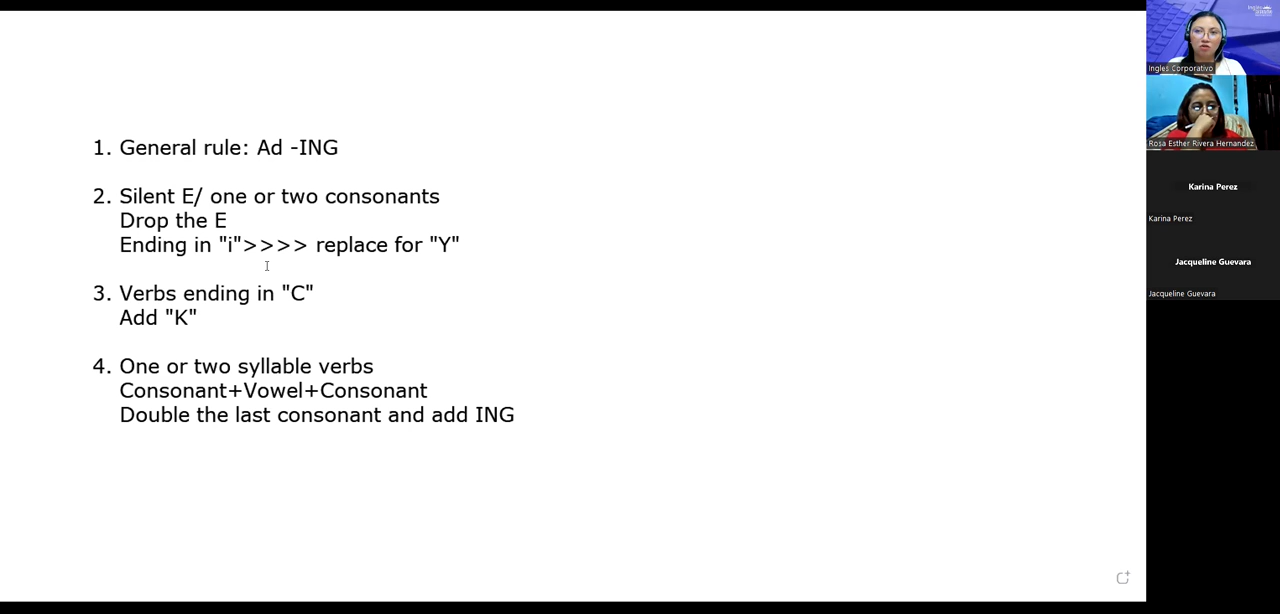 1. General rule: Ad -ING
2. Silent E/ one or two consonants
Drop the E
Ending in "i">>>> replace for "Y"
3. Verbs ending in "C"
Add "K"
4. One or two syllable verbs
Consonant+Vowel+Consonant
Double the last consonant and add ING
Ingles Corporativo
Rosa Esther Rivera Hernandez
Karina Perez
Karina Perez
Jacqueline Guevara
Jacqueline Guevara